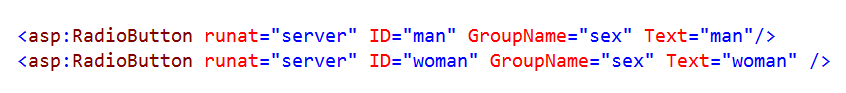 <asp:RadioButton runat="server" ID="man" GroupName="sex" Text="man"/>
<asp:RadioButton runat="server" ID="woman" GroupName="sex" Text="woman" />